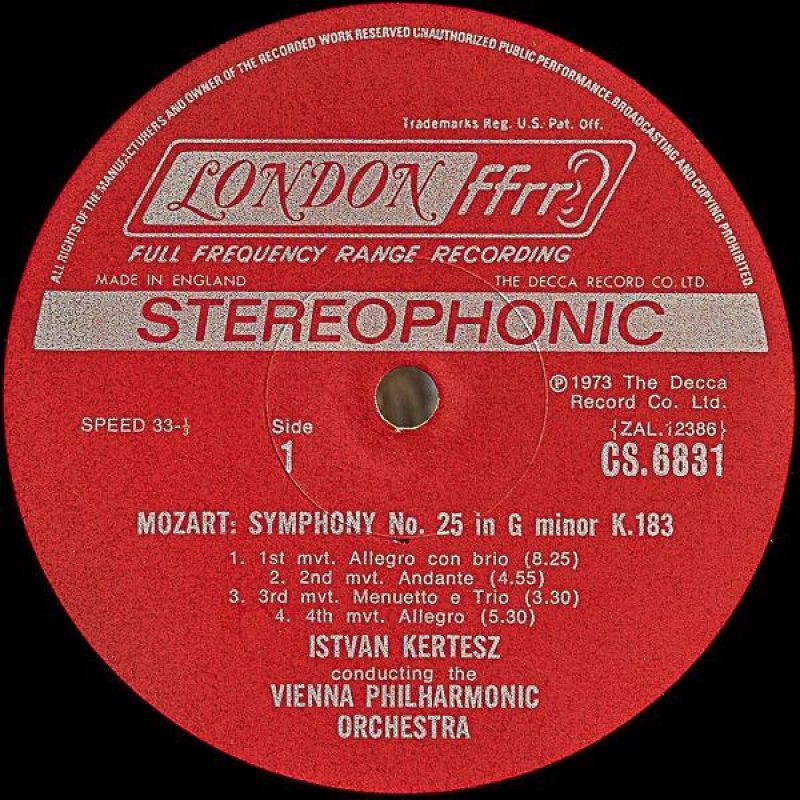 ALL RIGHTS OF THE MANUFACTURERS AND OWNER OF THE RECORDED WORK RESERVED UNAUTHORIZED PUBLIC PERFORMANCE, BROADCASTING AND COPYING PROHIBITED
Trademarks Reg. U.S. Pat. Off.
LONDON ffrr
FULL FREQUENCY RANGE RECORDING
MADE IN ENGLAND THE DECCA RECORD CO. LTD.
STEREOPHONIC
℗ 1973 The Decca
Record Co. Ltd.
SPEED 33-⅓ Side {ZAL.12386}
1 CS.6831
MOZART: SYMPHONY No. 25 in G minor K.183
1. 1st mvt. Allegro con brio (8.25)
2. 2nd mvt. Andante (4.55)
3. 3rd mvt. Menuetto e Trio (3.30)
4. 4th mvt. Allegro (5.30)
ISTVAN KERTESZ
conducting the
VIENNA PHILHARMONIC
ORCHESTRA